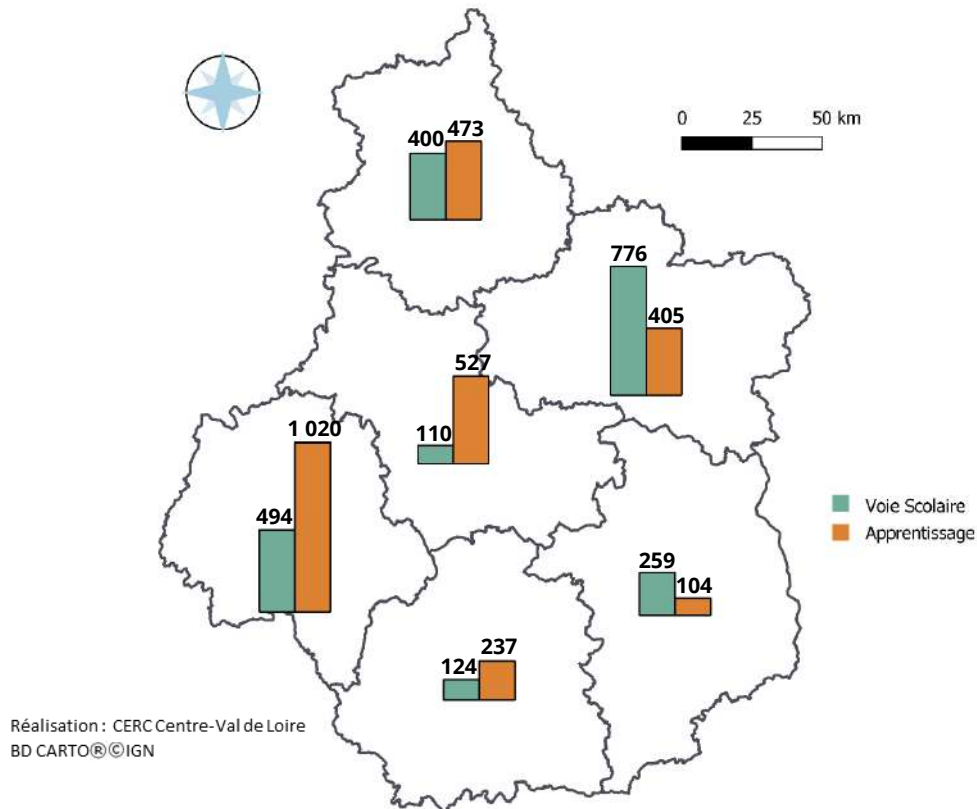 0 25 50 km
400 473
776
405
527
110
1 020
494
Voie Scolaire
Apprentissage
259
104
237
124
Réalisation : CERC Centre-Val de Loire
BD CARTO®©IGN